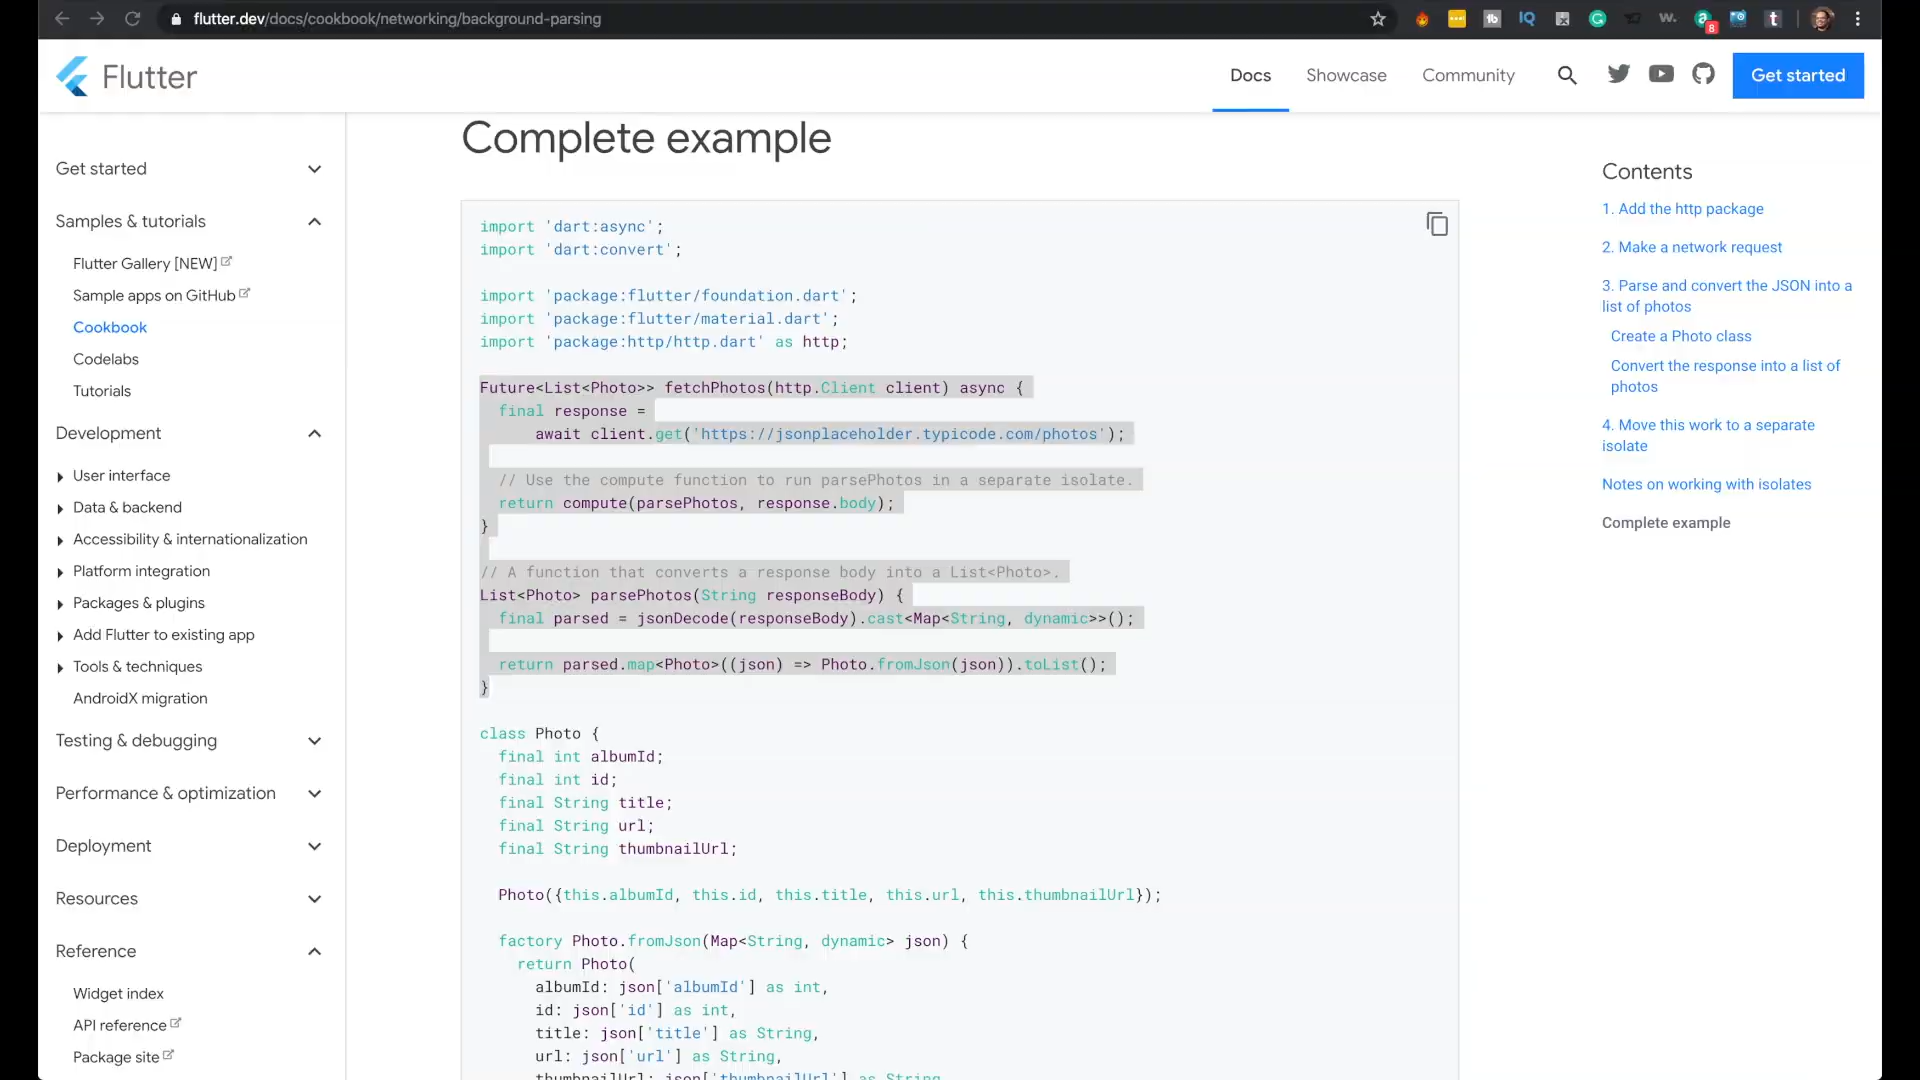 flutter.dev/docs/cookbook/networking/background-parsing
IQ
w.
8
t
Flutter
Docs
Showcase
Community
Get started
Get started
Samples & tutorials
Flutter Gallery [NEW]
Sample apps on GitHub
Cookbook
Codelabs
Tutorials
Development
User interface
Data & backend
Accessibility & internationalization
Platform integration
Packages & plugins
Add Flutter to existing app
Tools & techniques
AndroidX migration
Testing & debugging
Performance & optimization
Deployment
Resources
Reference
Widget index
API reference
Package site
Complete example
import 'dart:async';
import 'dart:convert';
import 'package:flutter/foundation.dart';
import 'package:flutter/material.dart';
import 'package:http/http.dart' as http;
Future<List<Photo>> fetchPhotos(http.Client client) async {
final response =
await client.get('https://jsonplaceholder.typicode.com/photos');
// Use the compute function to run parsePhotos in a separate isolate.
return compute(parsePhotos, response.body);
}
// A function that converts a response body into a List<Photo>.
List<Photo> parsePhotos(String responseBody) {
final parsed = jsonDecode(responseBody).cast<Map<String, dynamic>>();
return parsed.map<Photo>((json) => Photo.fromJson(json)).toList();
}
class Photo {
final int albumId;
final int id;
final String title;
final String url;
final String thumbnailUrl;
Photo({this.albumId, this.id, this.title, this.url, this.thumbnailUrl});
factory Photo.fromJson(Map<String, dynamic> json) {
return Photo(
albumId: json['albumId'] as int,
id: json['id'] as int,
title: json['title'] as String,
url: json['url'] as String,
thumbnailUrl: json['thumbnailUrl'] as String,
Contents
1. Add the http package
2. Make a network request
3. Parse and convert the JSON into a
list of photos
Create a Photo class
Convert the response into a list of
photos
4. Move this work to a separate
isolate
Notes on working with isolates
Complete example